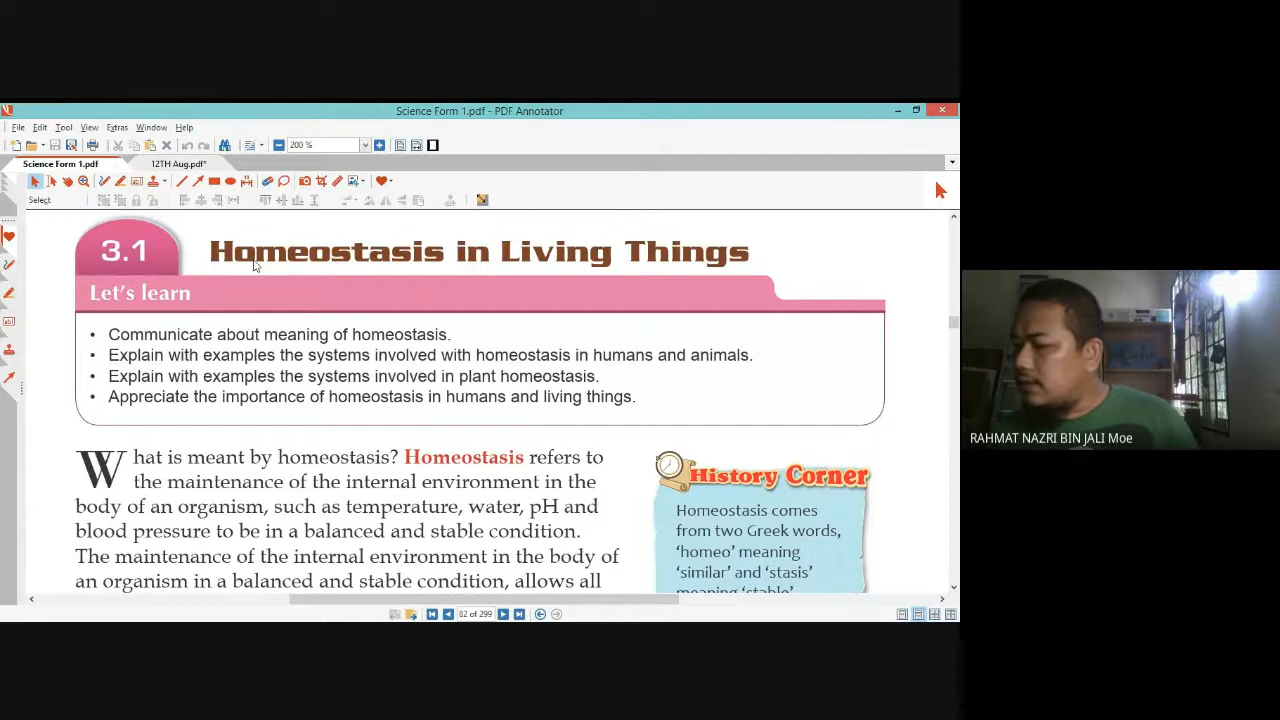 Science Form 1.pdf - PDF Annotator
File Edit Tool View Extras Window Help
200 %
Science Form 1.pdf 12TH Aug.pdf*
Select
3.1 Homeostasis in Living Things
Let's learn
• Communicate about meaning of homeostasis.
• Explain with examples the systems involved with homeostasis in humans and animals.
• Explain with examples the systems involved in plant homeostasis.
• Appreciate the importance of homeostasis in humans and living things.
What is meant by homeostasis? Homeostasis refers to
the maintenance of the internal environment in the
body of an organism, such as temperature, water, pH and
blood pressure to be in a balanced and stable condition.
The maintenance of the internal environment in the body of
an organism in a balanced and stable condition, allows all
History Corner
Homeostasis comes
from two Greek words,
'homeo' meaning
'similar' and 'stasis'
meaning 'stable'
82 of 299
RAHMAT NAZRI BIN JALI Moe